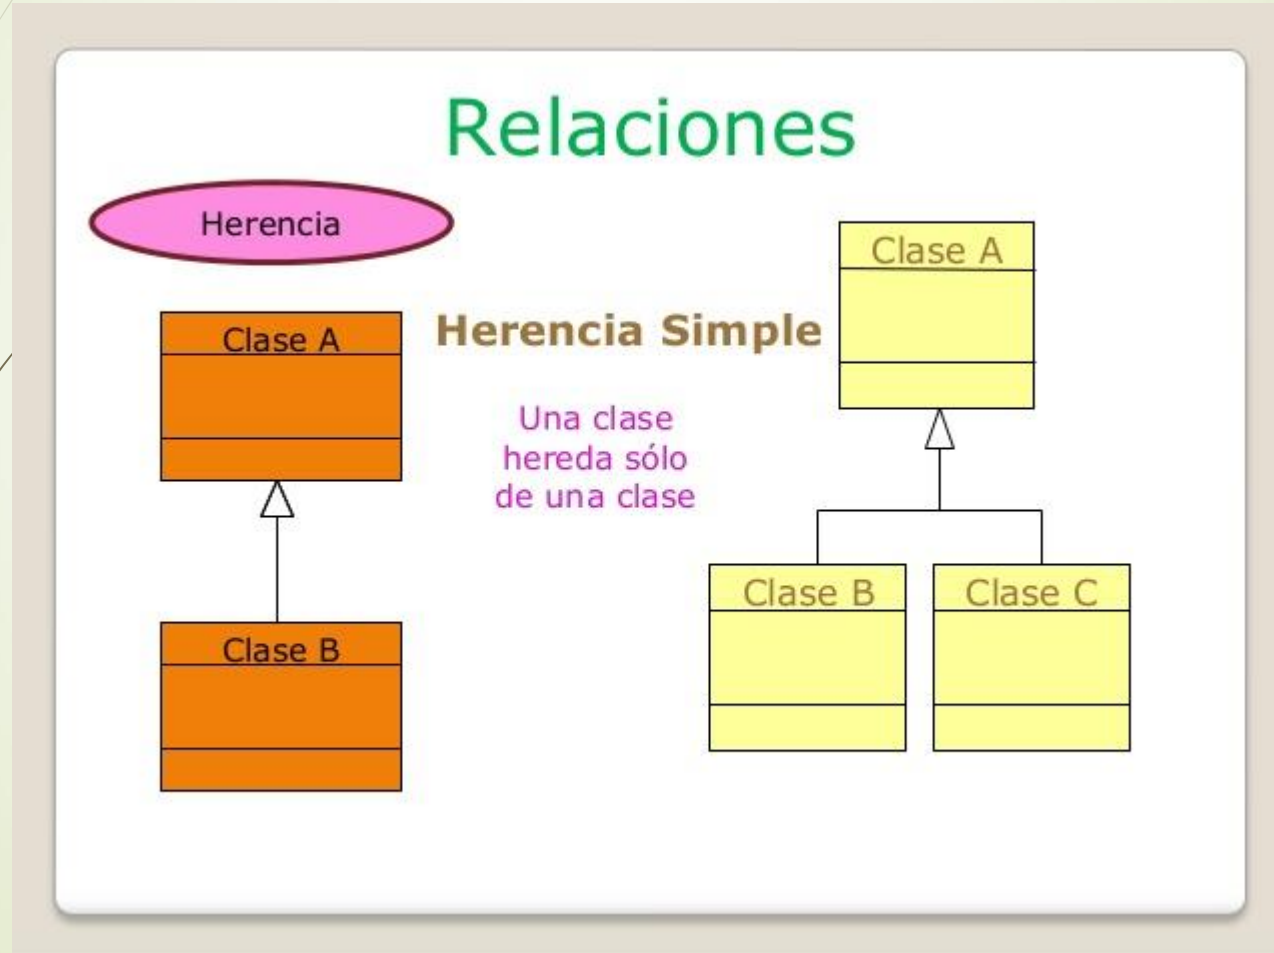 Relaciones
Herencia
Clase A
Clase B
Herencia Simple
Una clase
hereda sólo
de una clase
Clase A
Clase B
Clase C